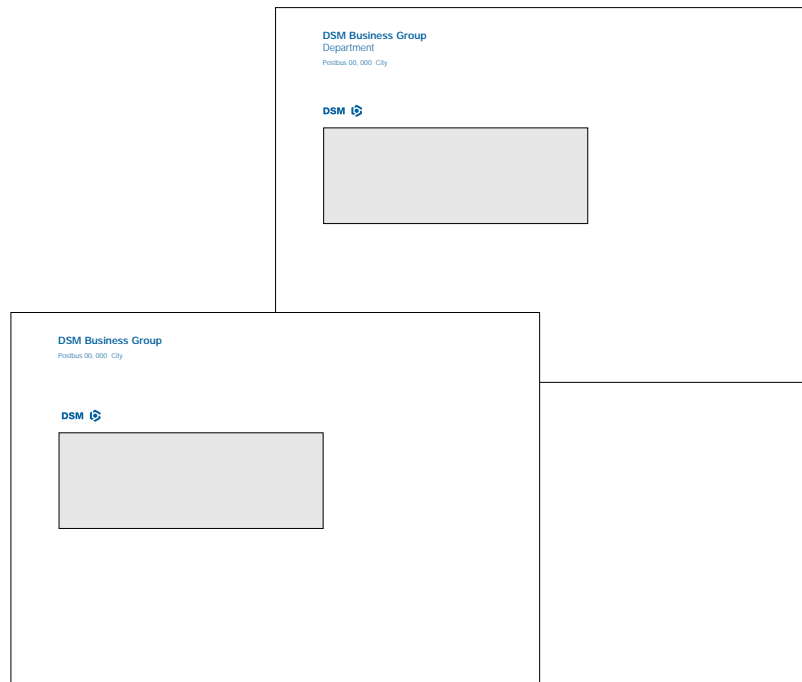 DSM Business Group
Department
Postbus 00, 000 City
DSM
DSM Business Group
Postbus 00, 000 City
DSM